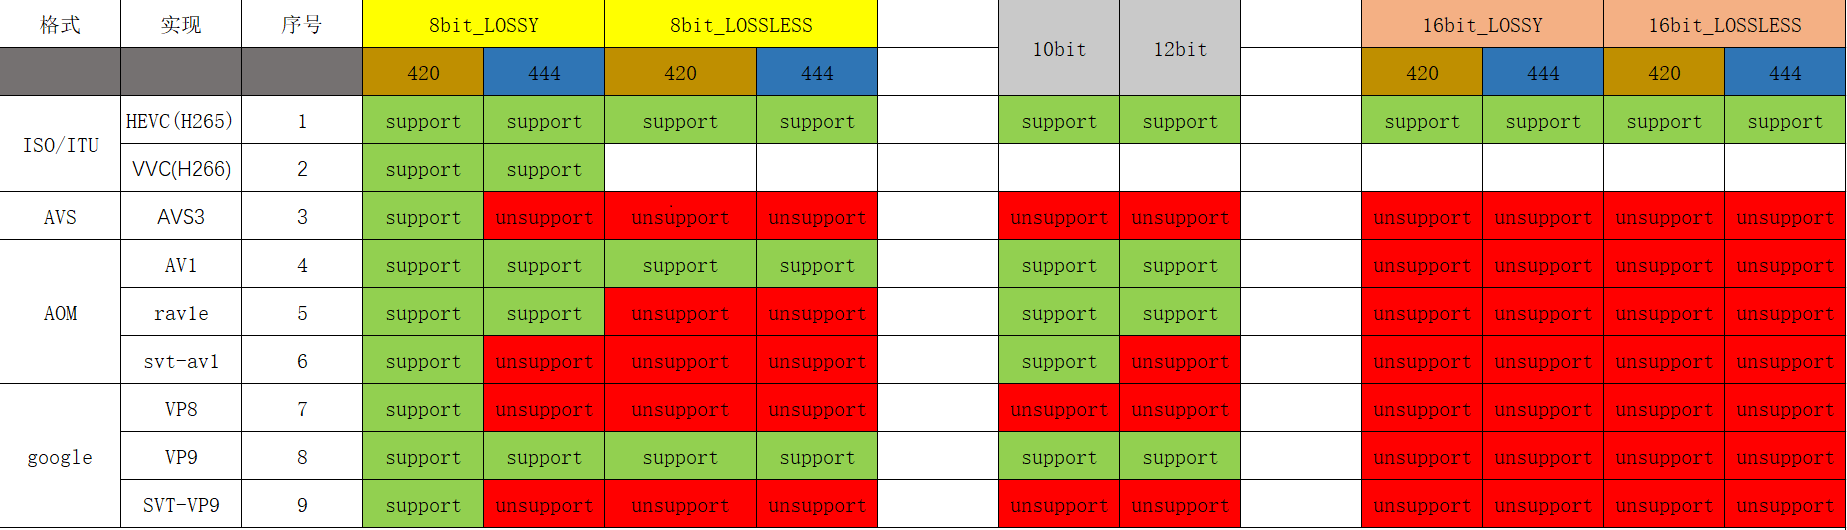 格式 实现 序号 8bit_LOSSY 8bit_LOSSLESS 10bit 12bit 16bit_LOSSY 16bit_LOSSLESS
420 444 420 444 420 444 420 444
ISO/ITU HEVC(H265) 1 support support support support support support support support support support
VVC(H266) 2 support support
AVS AVS3 3 support unsupport unsupport unsupport unsupport unsupport unsupport unsupport unsupport unsupport
AOM AV1 4 support support support support support support unsupport unsupport unsupport unsupport
rav1e 5 support support unsupport unsupport support support unsupport unsupport unsupport unsupport
svt-av1 6 support unsupport unsupport unsupport support unsupport unsupport unsupport unsupport unsupport
google VP8 7 support unsupport unsupport unsupport unsupport unsupport unsupport unsupport unsupport unsupport
VP9 8 support support support support support support unsupport unsupport unsupport unsupport
SVT-VP9 9 support unsupport unsupport unsupport unsupport unsupport unsupport unsupport unsupport unsupport